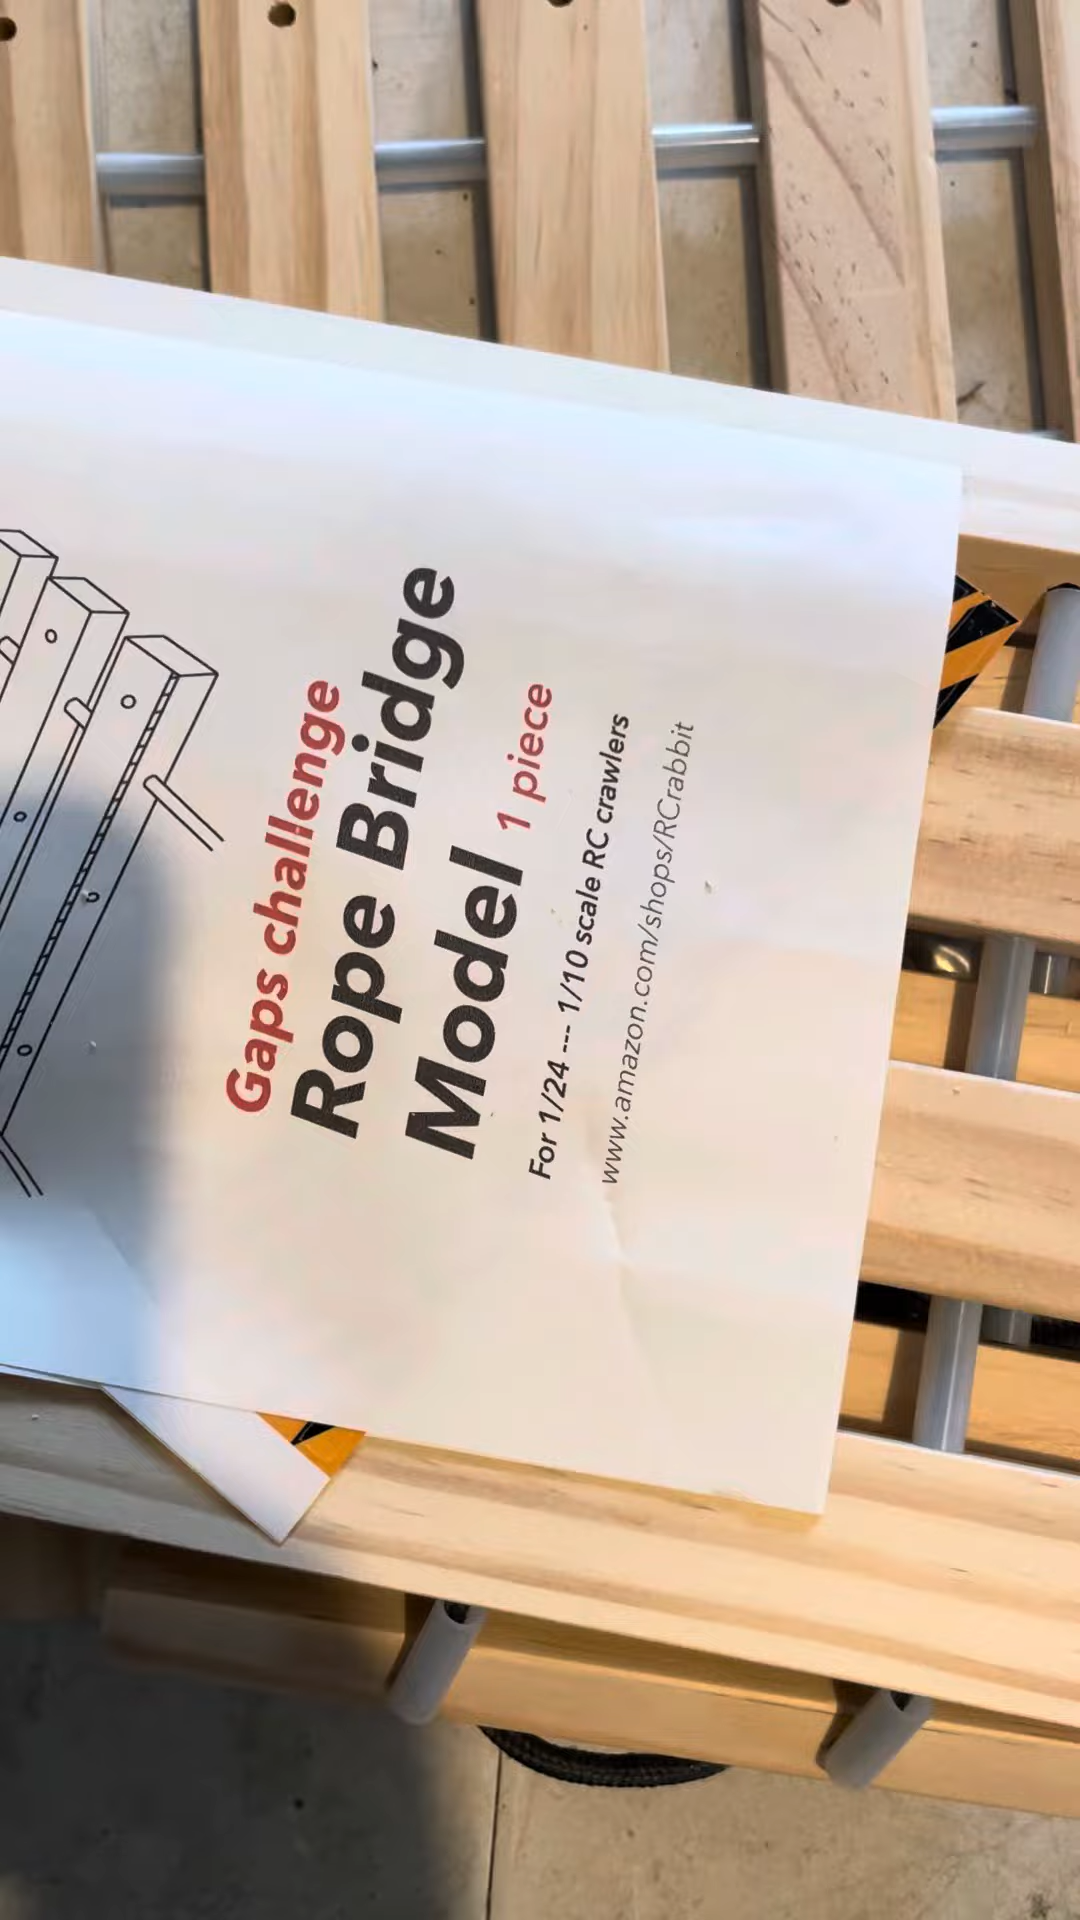 Gaps challenge
Rope Bridge
Model 1 piece
For 1/24 --- 1/10 scale RC crawlers
www.amazon.com/shops/RCrabbit